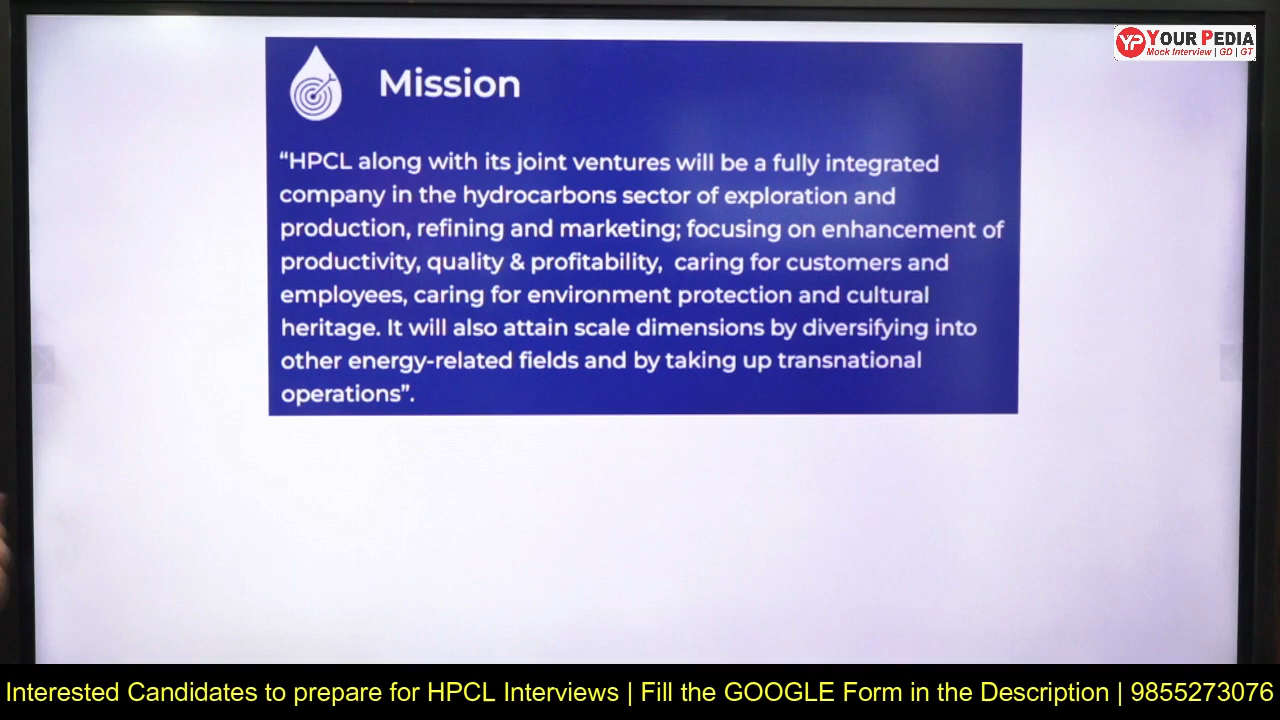 YP YOUR PEDIA
Mock Interview | GD | GT
Mission
“HPCL along with its joint ventures will be a fully integrated
company in the hydrocarbons sector of exploration and
production, refining and marketing; focusing on enhancement of
productivity, quality & profitability, caring for customers and
employees, caring for environment protection and cultural
heritage. It will also attain scale dimensions by diversifying into
other energy-related fields and by taking up transnational
operations”.
Interested Candidates to prepare for HPCL Interviews | Fill the GOOGLE Form in the Description | 9855273076